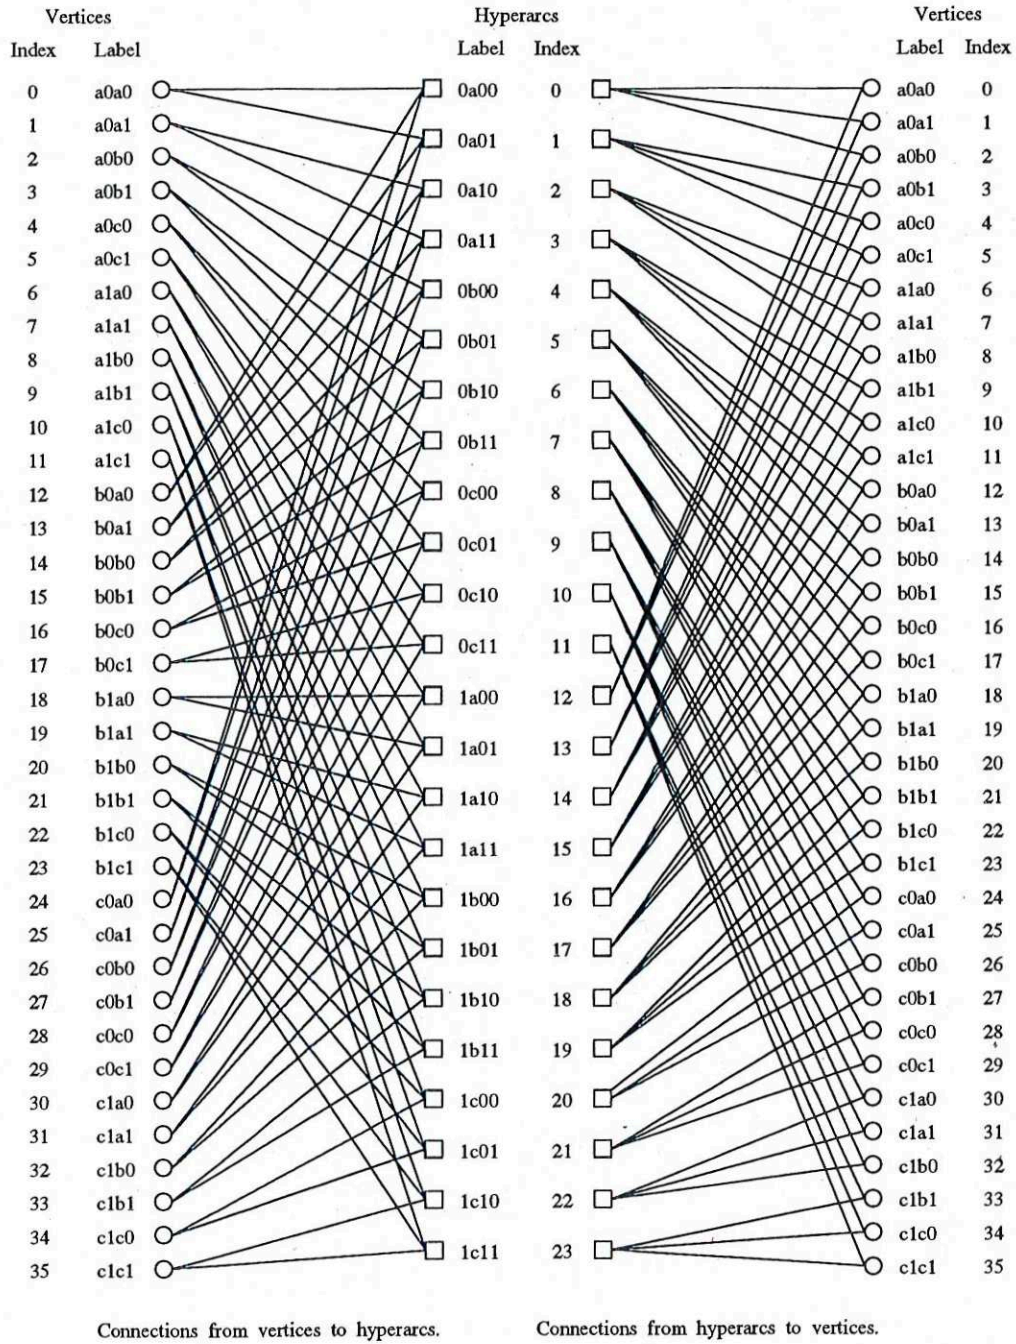 Vertices
Index Label
0 a0a0
1 a0a1
2 a0b0
3 a0b1
4 a0c0
5 a0c1
6 a1a0
7 a1a1
8 a1b0
9 a1b1
10 a1c0
11 a1c1
12 b0a0
13 b0a1
14 b0b0
15 b0b1
16 b0c0
17 b0c1
18 b1a0
19 b1a1
20 b1b0
21 b1b1
22 b1c0
23 b1c1
24 c0a0
25 c0a1
26 c0b0
27 c0b1
28 c0c0
29 c0c1
30 c1a0
31 c1a1
32 c1b0
33 c1b1
34 c1c0
35 c1c1
Hyperarcs
Label Index
0a00 0
0a01 1
0a10 2
0a11 3
0b00 4
0b01 5
0b10 6
0b11 7
0c00 8
0c01 9
0c10 10
0c11 11
1a00 12
1a01 13
1a10 14
1a11 15
1b00 16
1b01 17
1b10 18
1b11 19
1c00 20
1c01 21
1c10 22
1c11 23
Vertices
Label Index
a0a0 0
a0a1 1
a0b0 2
a0b1 3
a0c0 4
a0c1 5
a1a0 6
a1a1 7
a1b0 8
a1b1 9
a1c0 10
a1c1 11
b0a0 12
b0a1 13
b0b0 14
b0b1 15
b0c0 16
b0c1 17
b1a0 18
b1a1 19
b1b0 20
b1b1 21
b1c0 22
b1c1 23
c0a0 24
c0a1 25
c0b0 26
c0b1 27
c0c0 28
c0c1 29
c1a0 30
c1a1 31
c1b0 32
c1b1 33
c1c0 34
c1c1 35
Connections from vertices to hyperarcs.
Connections from hyperarcs to vertices.